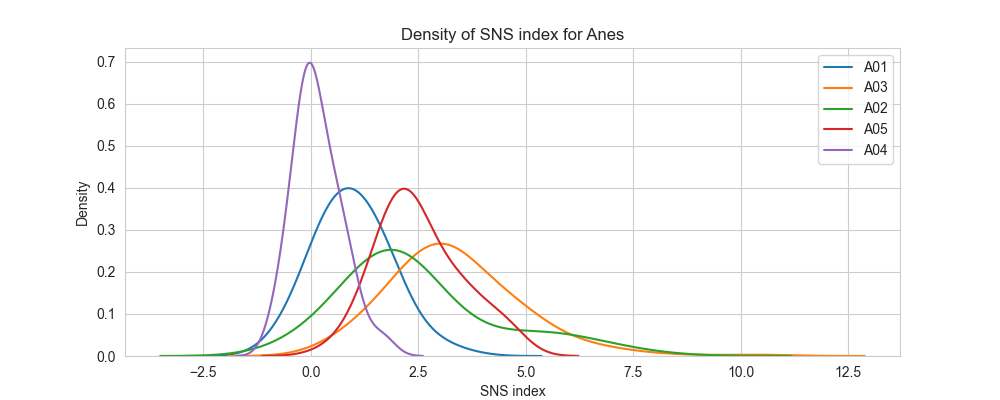 Density of SNS index for Anes
A01
A03
A02
A05
A04
Density
0.7
0.6
0.5
0.4
0.3
0.2
0.1
0.0
−2.5 0.0 2.5 5.0 7.5 10.0 12.5
SNS index